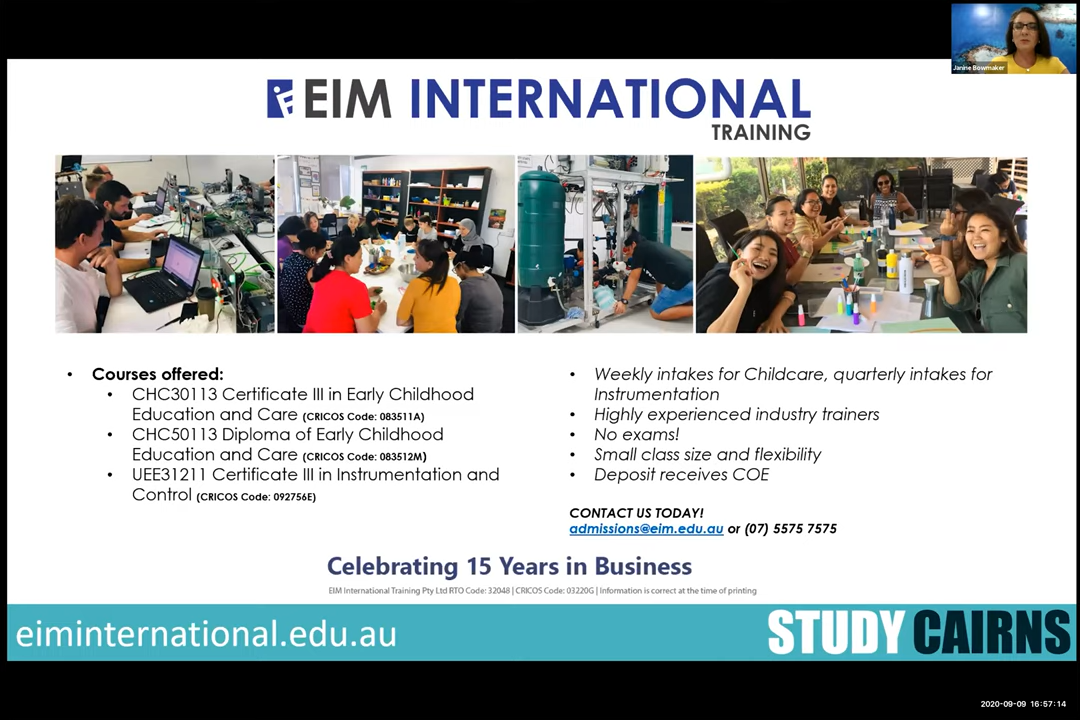 Janine Bowmaker
EIM INTERNATIONAL
TRAINING
• Courses offered:
• CHC30113 Certificate III in Early Childhood
Education and Care (CRICOS Code: 083511A)
• CHC50113 Diploma of Early Childhood
Education and Care (CRICOS Code: 083512M)
• UEE31211 Certificate III in Instrumentation and
Control (CRICOS Code: 092756E)
• Weekly intakes for Childcare, quarterly intakes for
Instrumentation
• Highly experienced industry trainers
• No exams!
• Small class size and flexibility
• Deposit receives COE
CONTACT US TODAY!
admissions@eim.edu.au or (07) 5575 7575
Celebrating 15 Years in Business
EIM International Training Pty Ltd RTO Code: 32048 | CRICOS Code: 03220G | Information is correct at the time of printing
eiminternational.edu.au
STUDY CAIRNS
2020-09-09 16:57:14